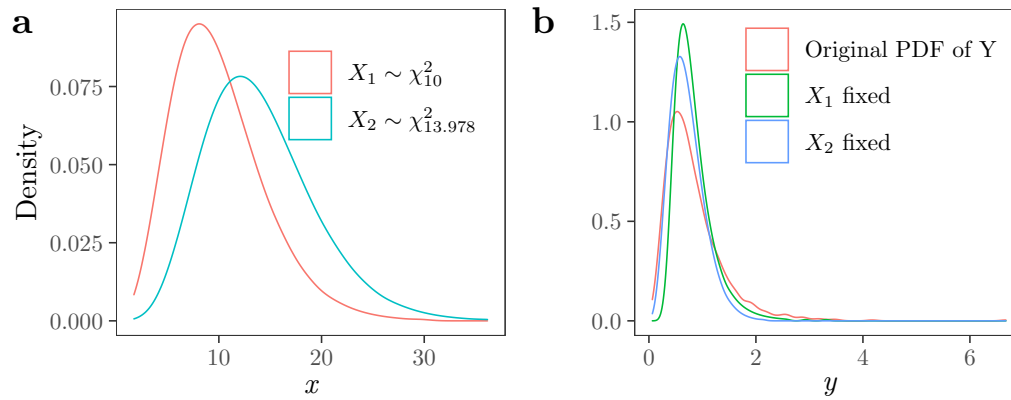 a
Density
0.075
0.050
0.025
0.000
10
20
30
x
X₁ ∼ χ²₁₀
X₂ ∼ χ²₁₃.₉₇₈
b
1.5
1.0
0.5
0.0
0
2
4
6
y
Original PDF of Y
X₁ fixed
X₂ fixed